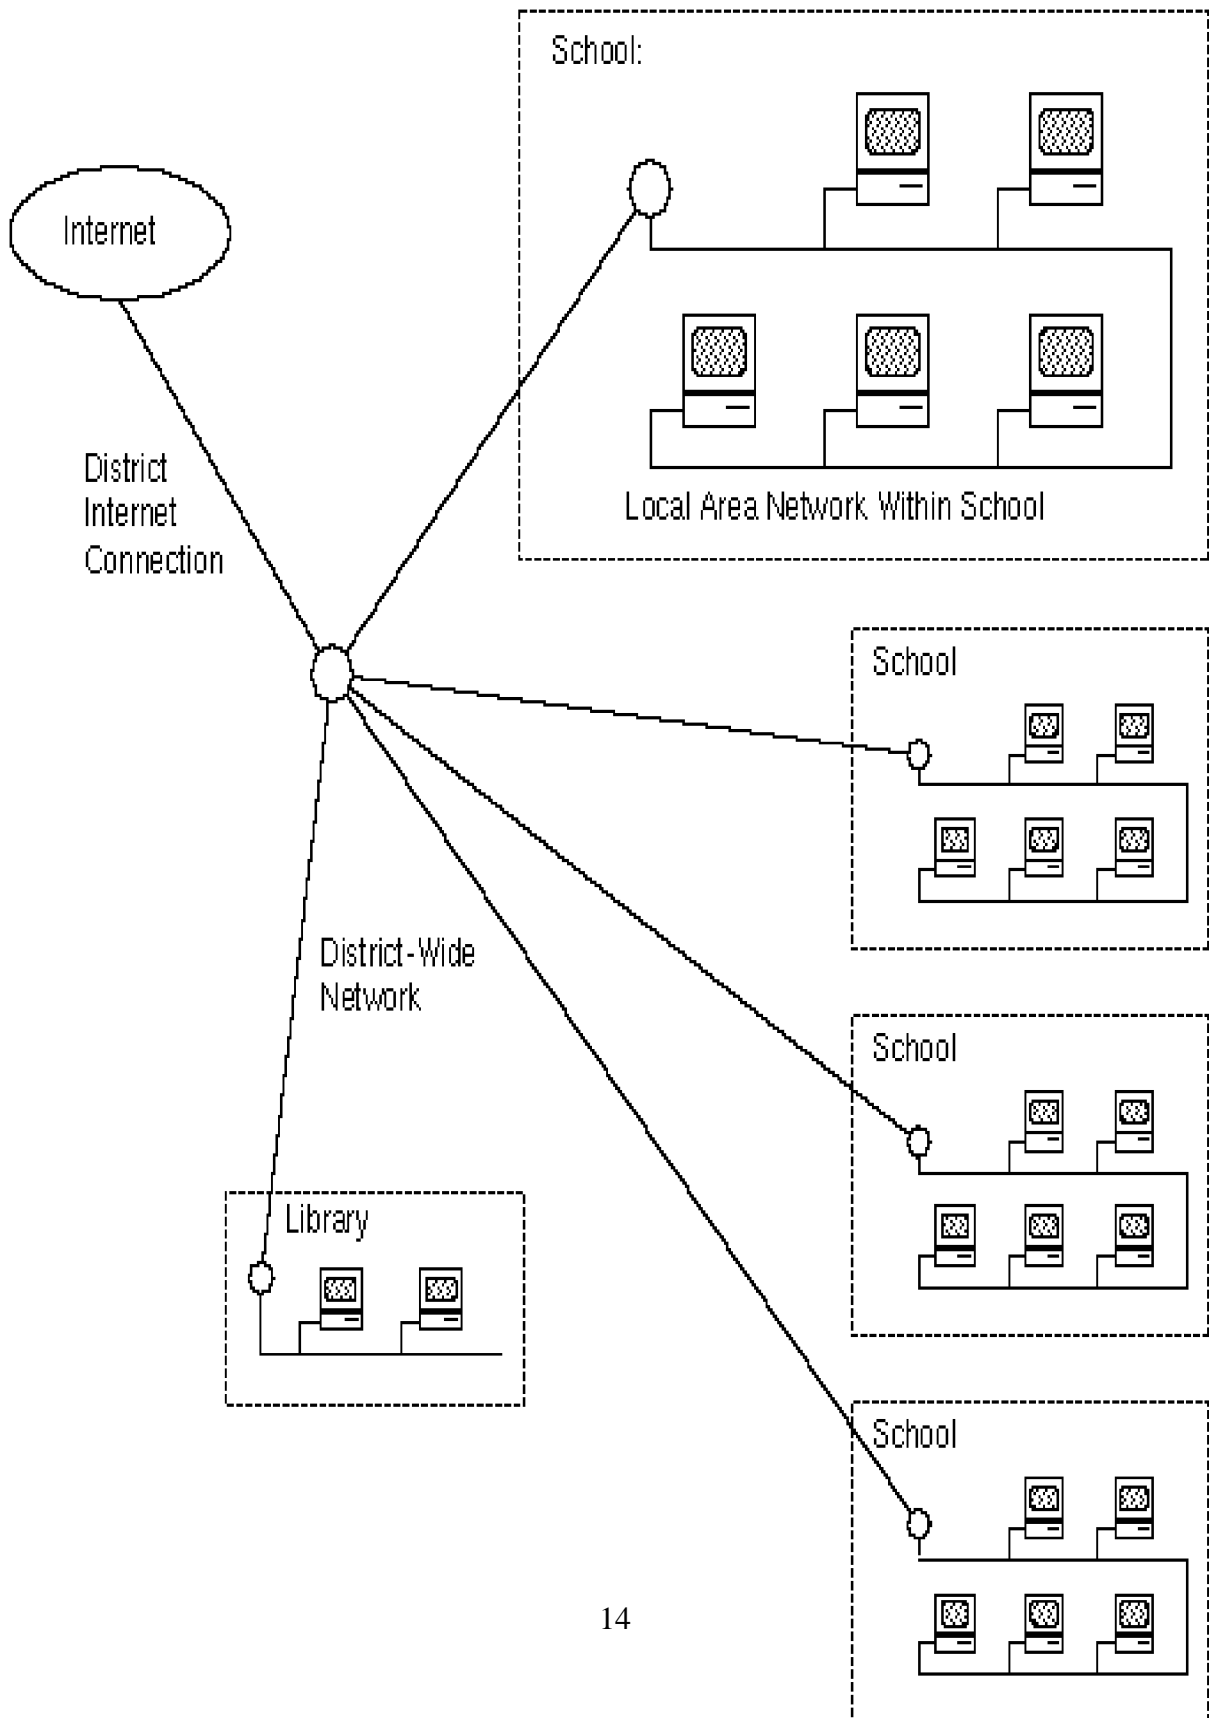 School:
Internet
District
Internet
Connection
Local Area Network Within School
School
District-Wide
Network
School
Library
School
14